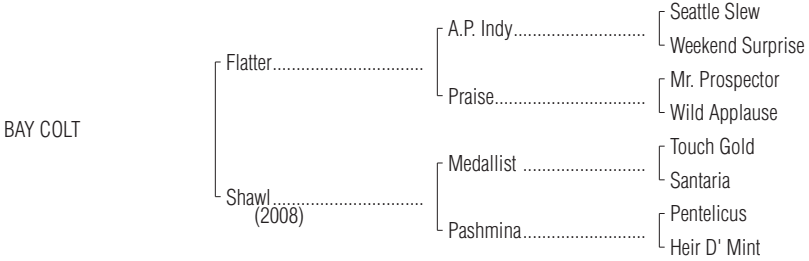 Seattle Slew
A.P. Indy..............................
Weekend Surprise
Flatter..................................
Mr. Prospector
Praise..................................
Wild Applause
BAY COLT
Touch Gold
Medallist ...........................
Santaria
Shawl..................................
(2008)
Pentelicus
Pashmina............................
Heir D' Mint